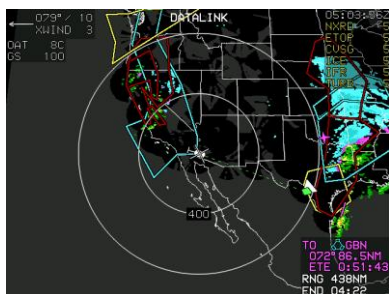 079°/ 10
XWIND 3
OAT 8C
GS 100
DATALINK
05:03:56
NXRD
ETOP
CVSG
ICE
IFR
400
TO GBN
072°86.5NM
ETE 0:51:43
RNG 438NM
END 04:22